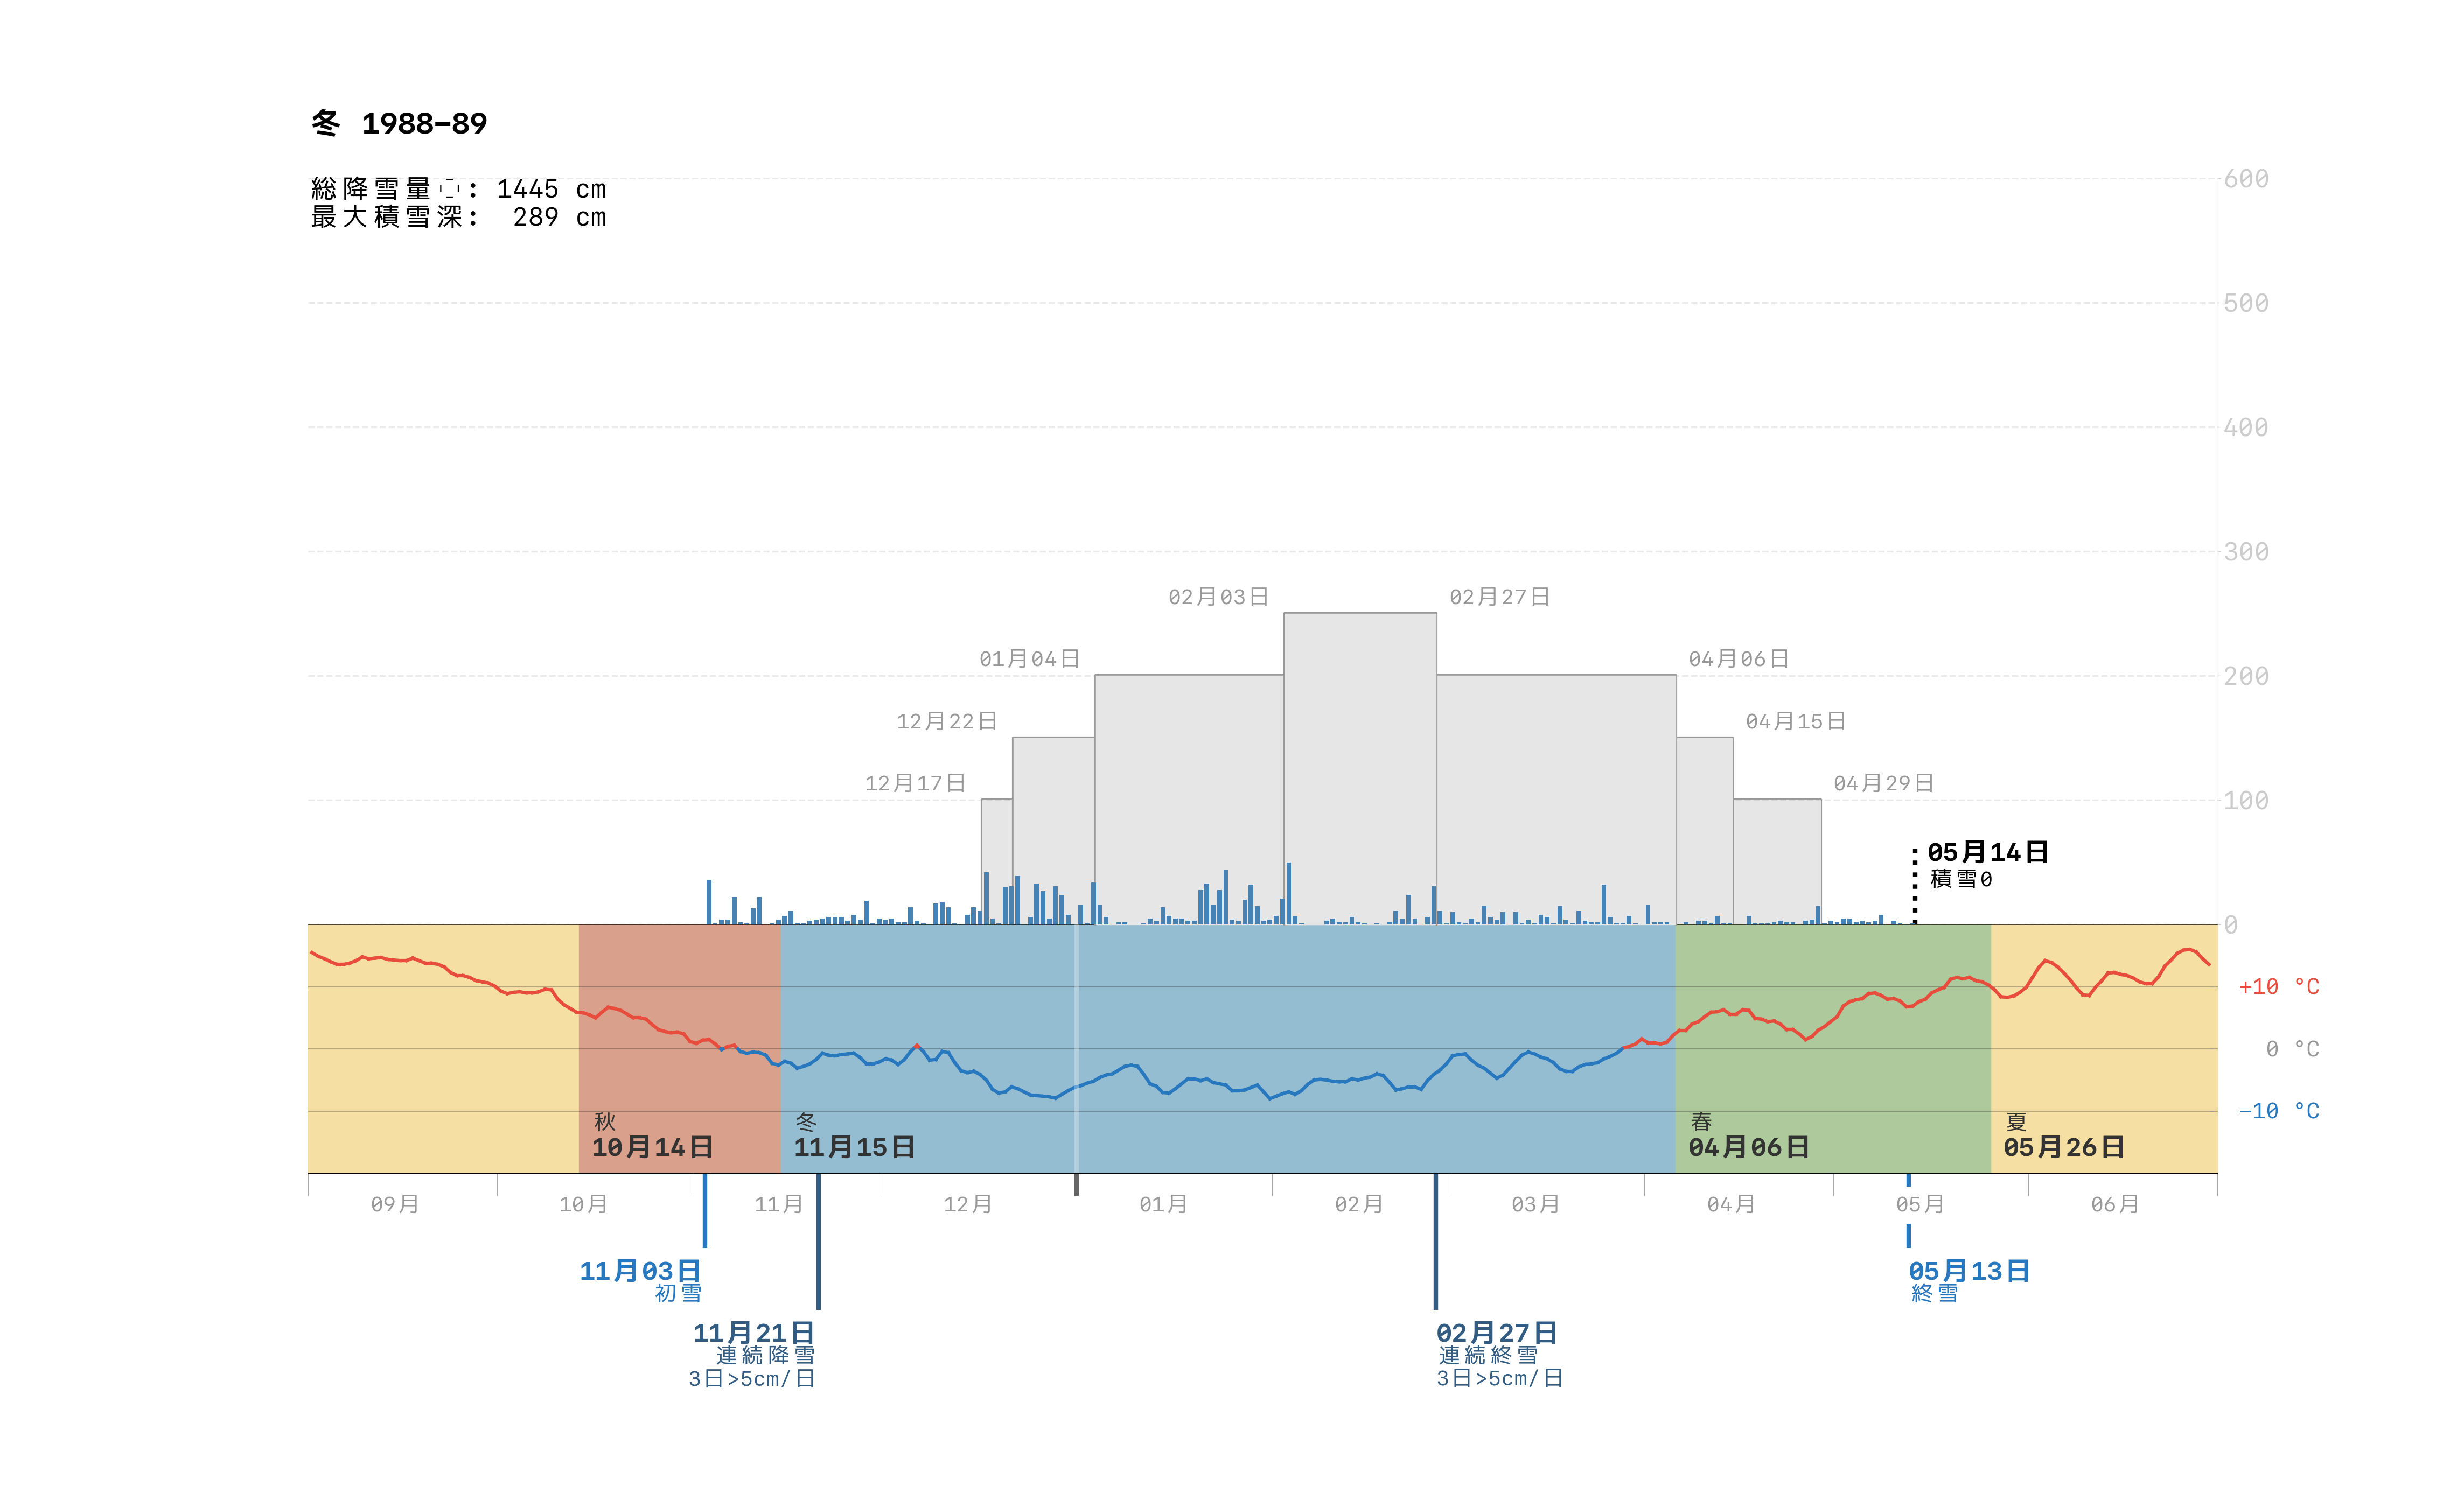 冬 1988–89
総降雪量◌: 1445 cm
最大積雪深: 289 cm
600
500
400
300
200
100
0
02月03日
02月27日
01月04日
04月06日
12月22日
04月15日
12月17日
04月29日
05月14日
積雪0
+10 °C
0 °C
−10 °C
秋
10月14日
冬
11月15日
春
04月06日
夏
05月26日
09月
10月
11月
12月
01月
02月
03月
04月
05月
06月
11月03日
初雪
05月13日
終雪
11月21日
連続降雪
3日>5cm/日
02月27日
連続終雪
3日>5cm/日